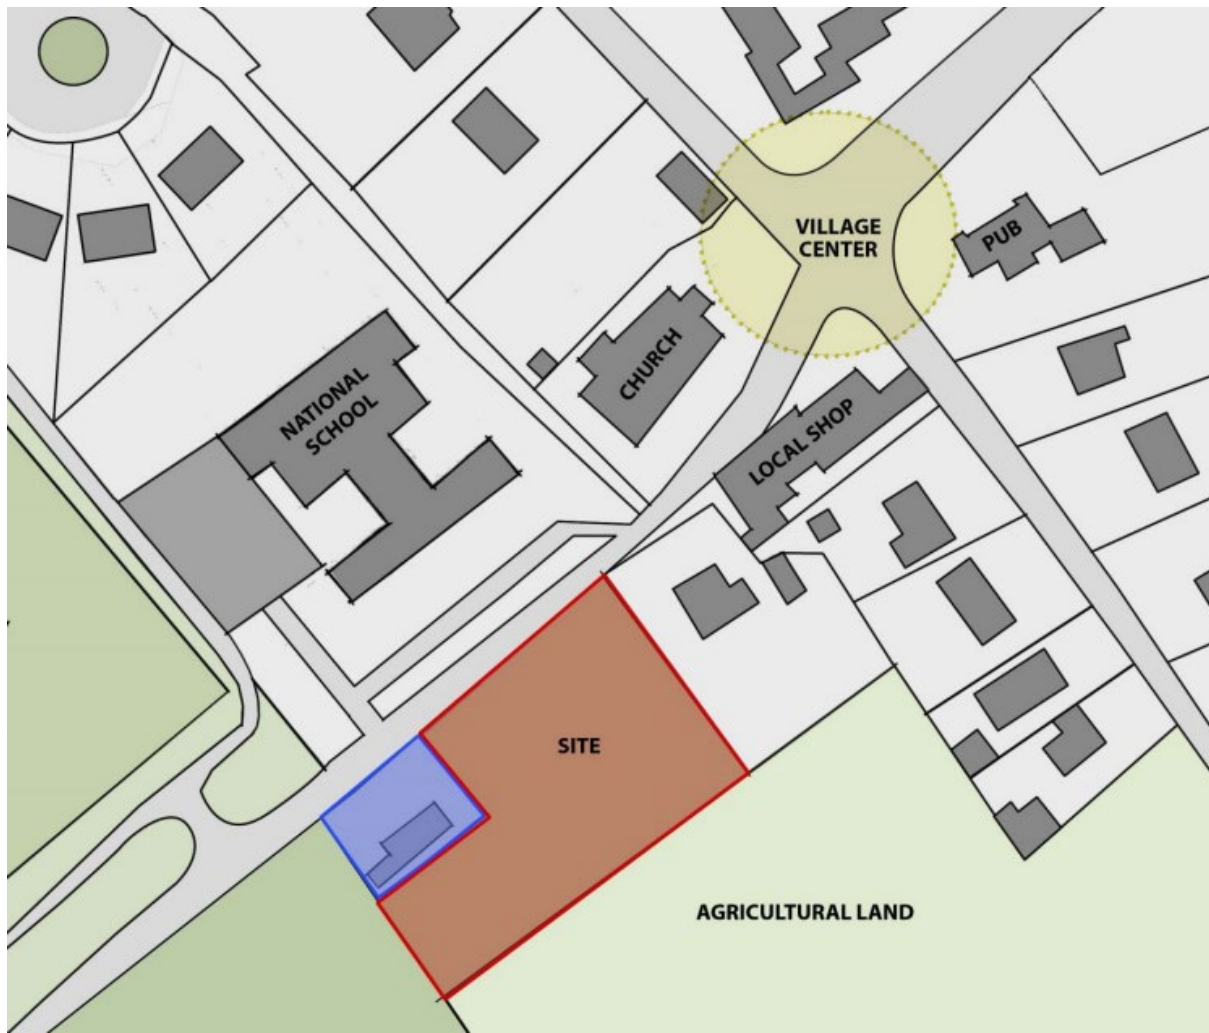 VILLAGE
CENTER
PUB
CHURCH
NATIONAL
SCHOOL
LOCAL SHOP
SITE
AGRICULTURAL LAND